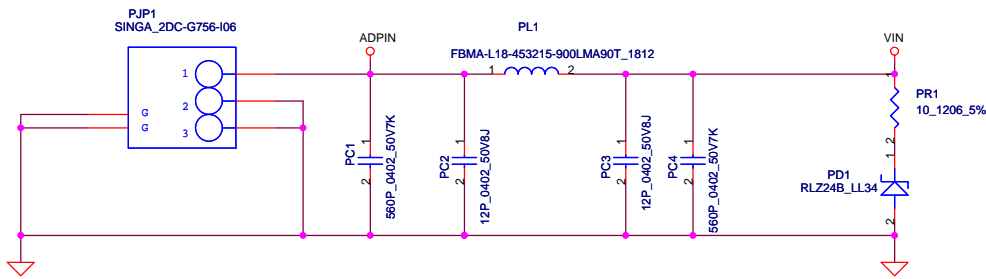 PJP1
SINGA_2DC-G756-I06
1
2
3
G
G
ADPIN
PL1
FBMA-L18-453215-900LMA90T_1812
1
2
VIN
PC1
1
2
560P_0402_50V7K
PC2
1
2
12P_0402_50V8J
PC3
1
2
12P_0402_50V8J
PC4
1
2
560P_0402_50V7K
1
PR1
10_1206_5%
2
1
PD1
RLZ24B_LL34
2